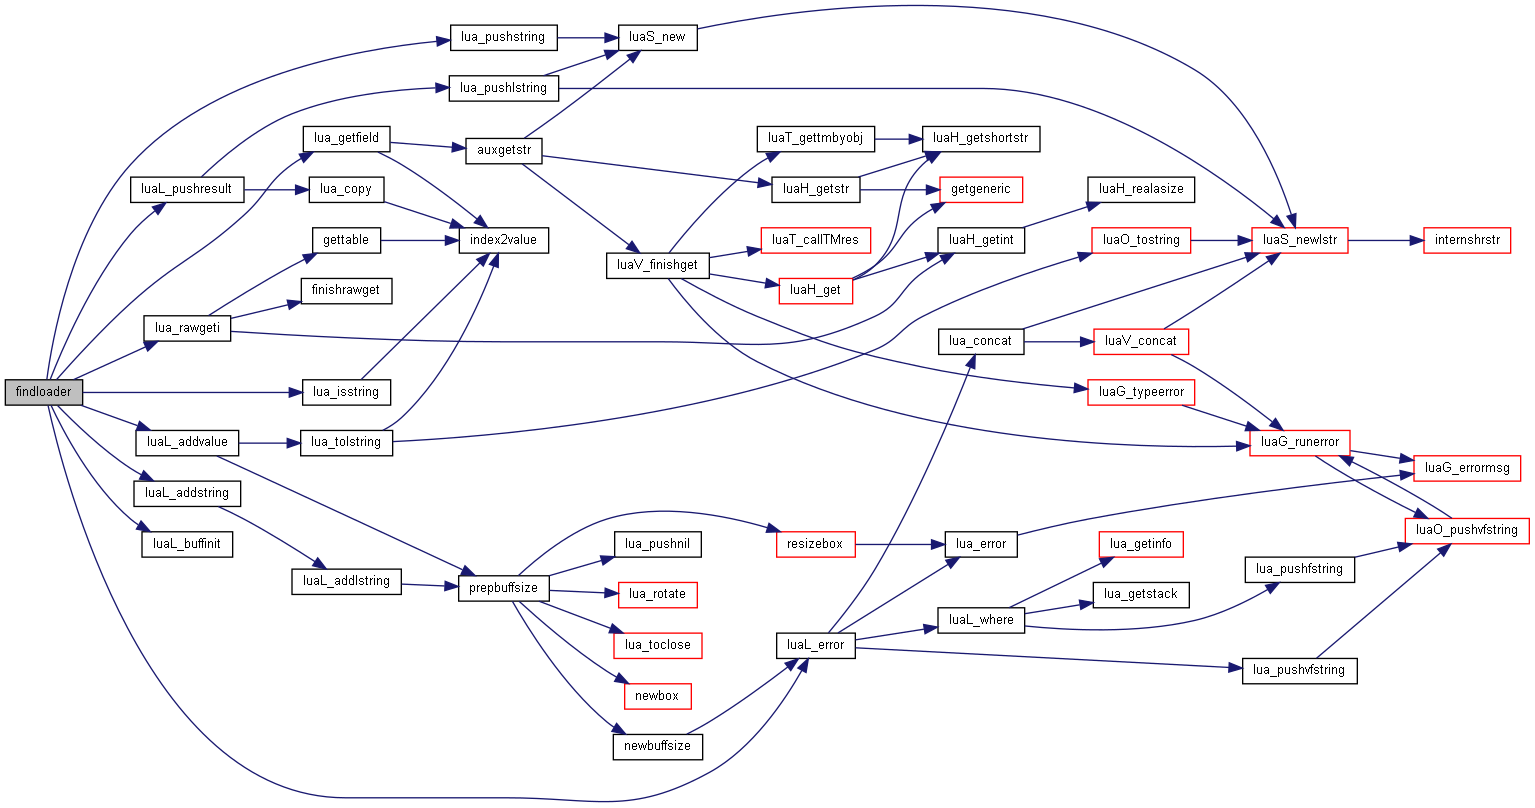 findloader
lua_pushstring
lua_pushlstring
luaS_new
lua_getfield
auxgetstr
luaL_pushresult
lua_copy
gettable
index2value
finishrawget
lua_rawgeti
lua_isstring
luaL_addvalue
lua_tolstring
luaL_addstring
luaL_buffinit
luaL_addlstring
prepbuffsize
luaT_gettmbyobj
luaH_getshortstr
luaH_getstr
getgeneric
luaH_realasize
luaV_finishget
luaT_callTMres
luaH_getint
luaO_tostring
luaS_newlstr
internshrstr
luaH_get
lua_concat
luaV_concat
luaG_typeerror
luaG_runerror
luaG_errormsg
luaO_pushvfstring
lua_pushnil
resizebox
lua_error
lua_getinfo
lua_pushfstring
lua_rotate
lua_getstack
luaL_where
lua_toclose
luaL_error
lua_pushvfstring
newbox
newbuffsize